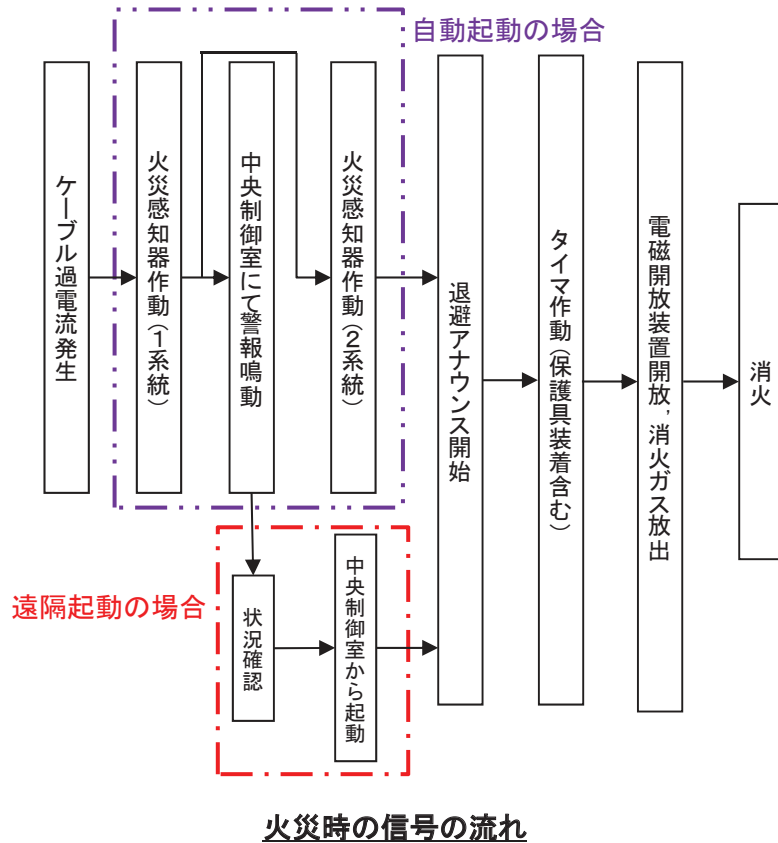 自動起動の場合
ケーブル過電流発生
火災感知器作動(1系統)
中央制御室にて警報鳴動
火災感知器作動(2系統)
退避アナウンス開始
タイマ作動(保護具装着含む)
電磁開放装置開放,消火ガス放出
消火
遠隔起動の場合
状況確認
中央制御室から起動
火災時の信号の流れ